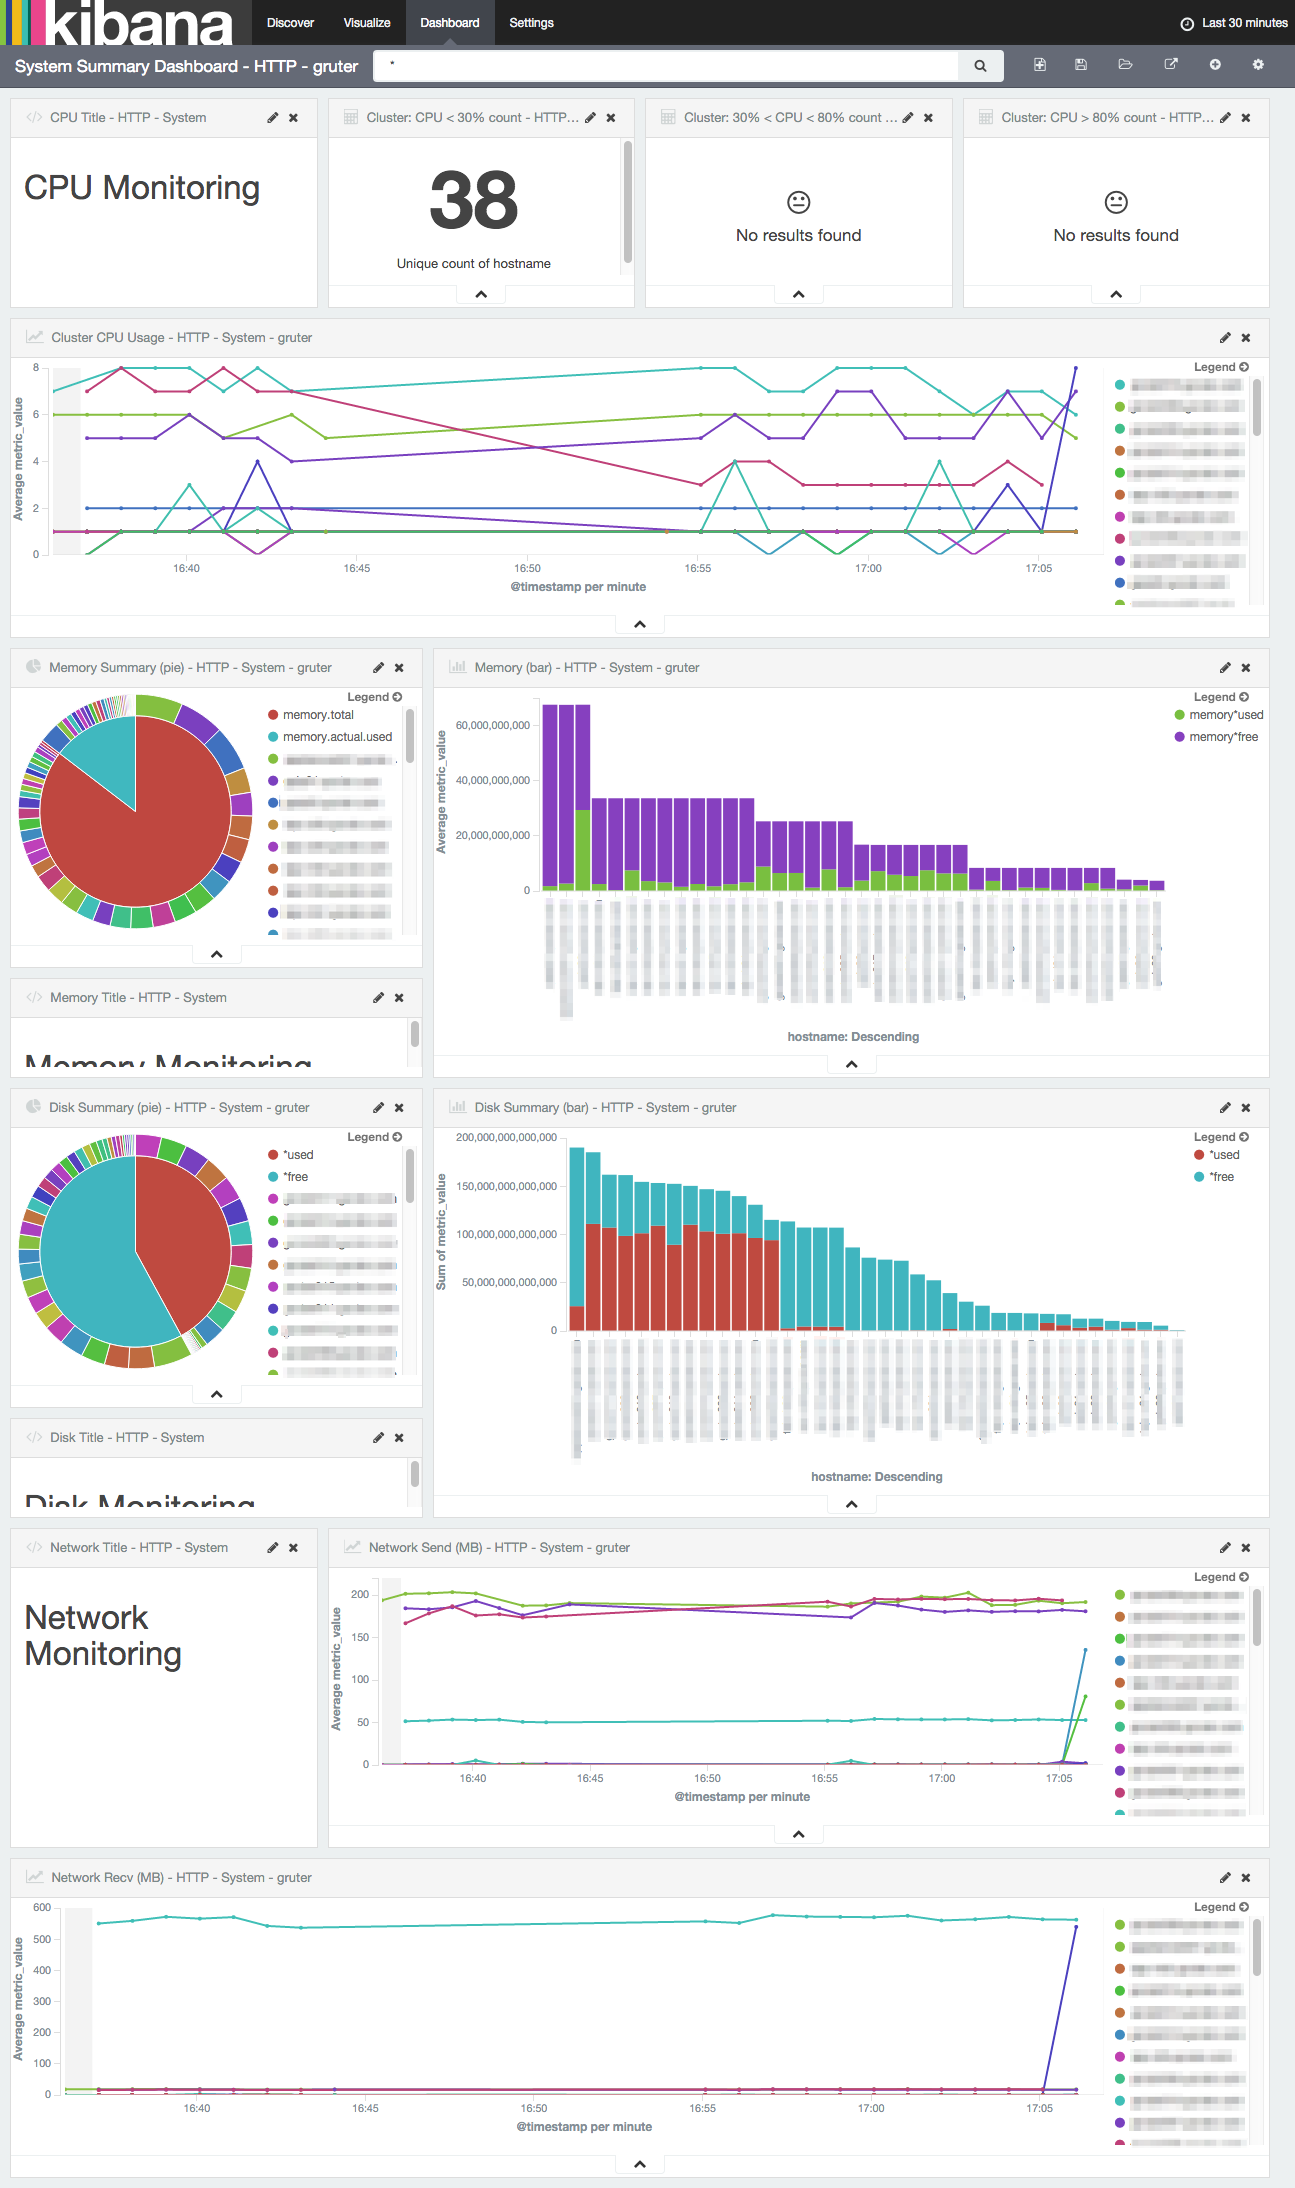 kibana
Discover
Visualize
Dashboard
Settings
Last 30 minutes
System Summary Dashboard - HTTP - gruter
*
CPU Title - HTTP - System
Cluster: CPU < 30% count - HTTP...
Cluster: 30% < CPU < 80% count ...
Cluster: CPU > 80% count - HTTP...
CPU Monitoring
38
Unique count of hostname
No results found
No results found
Cluster CPU Usage - HTTP - System - gruter
Legend
Average metric_value
8
6
4
2
0
16:40
16:45
16:50
16:55
17:00
17:05
@timestamp per minute
Memory Summary (pie) - HTTP - System - gruter
Legend
memory.total
memory.actual.used
Memory (bar) - HTTP - System - gruter
Legend
memory*used
memory*free
Average metric_value
60,000,000,000
40,000,000,000
20,000,000,000
0
hostname: Descending
Memory Title - HTTP - System
Memory Monitoring
Disk Summary (pie) - HTTP - System - gruter
Legend
*used
*free
Disk Summary (bar) - HTTP - System - gruter
Legend
*used
*free
Sum of metric_value
200,000,000,000,000
150,000,000,000,000
100,000,000,000,000
50,000,000,000,000
0
hostname: Descending
Disk Title - HTTP - System
Disk Monitoring
Network Title - HTTP - System
Network
Monitoring
Network Send (MB) - HTTP - System - gruter
Legend
Average metric_value
200
150
100
50
0
16:40
16:45
16:50
16:55
17:00
17:05
@timestamp per minute
Network Recv (MB) - HTTP - System - gruter
Legend
Average metric_value
600
500
400
300
200
100
0
16:40
16:45
16:50
16:55
17:00
17:05
@timestamp per minute